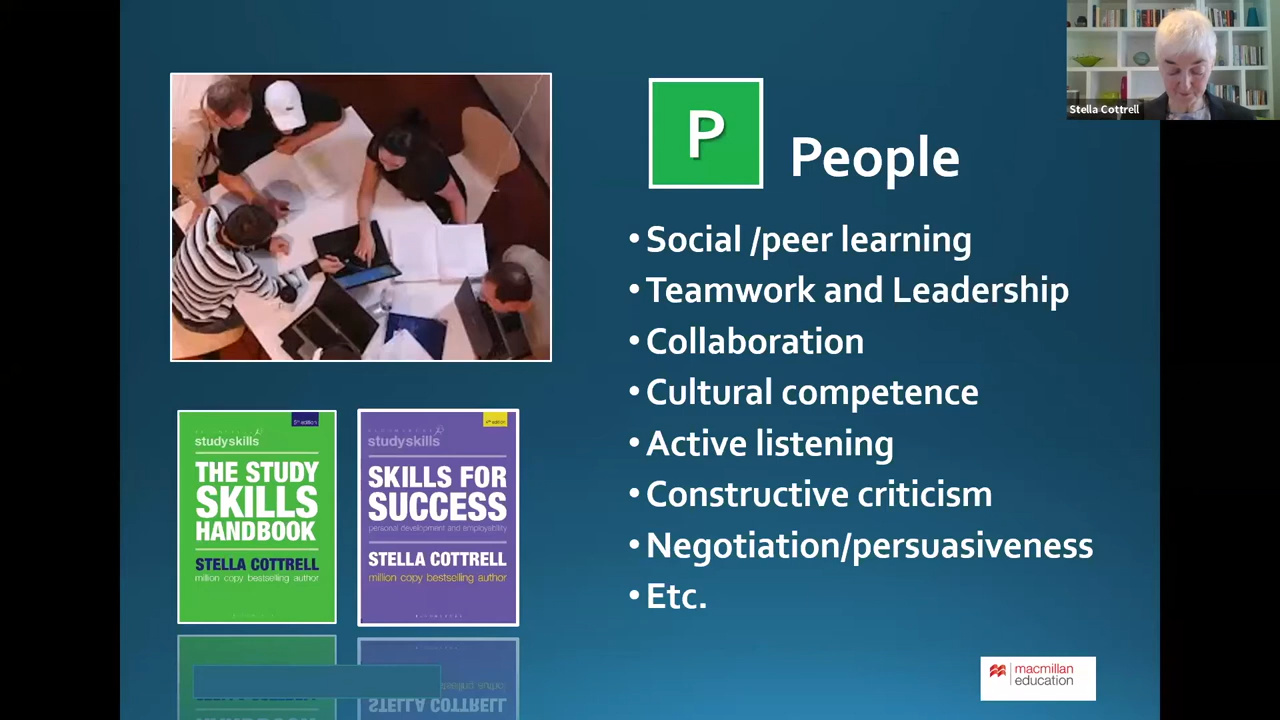 Stella Cottrell
P
People
• Social /peer learning
• Teamwork and Leadership
• Collaboration
• Cultural competence
• Active listening
• Constructive criticism
• Negotiation/persuasiveness
• Etc.
5th edition
studyskills
THE STUDY
SKILLS
HANDBOOK
STELLA COTTRELL
million copy bestselling author
studyskills
SKILLS FOR
SUCCESS
personal development and employability
STELLA COTTRELL
million copy bestselling author
macmillan
education